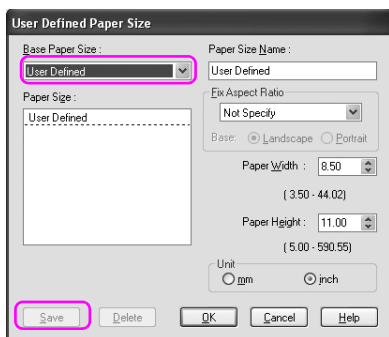 User Defined Paper Size
Base Paper Size :
User Defined
Paper Size :
User Defined
Paper Size Name :
User Defined
Fix Aspect Ratio
Not Specify
Base: Landscape Portrait
Paper Width : 8.50
( 3.50 - 44.02)
Paper Height : 11.00
( 5.00 - 590.55)
Unit
mm inch
Save Delete OK Cancel Help